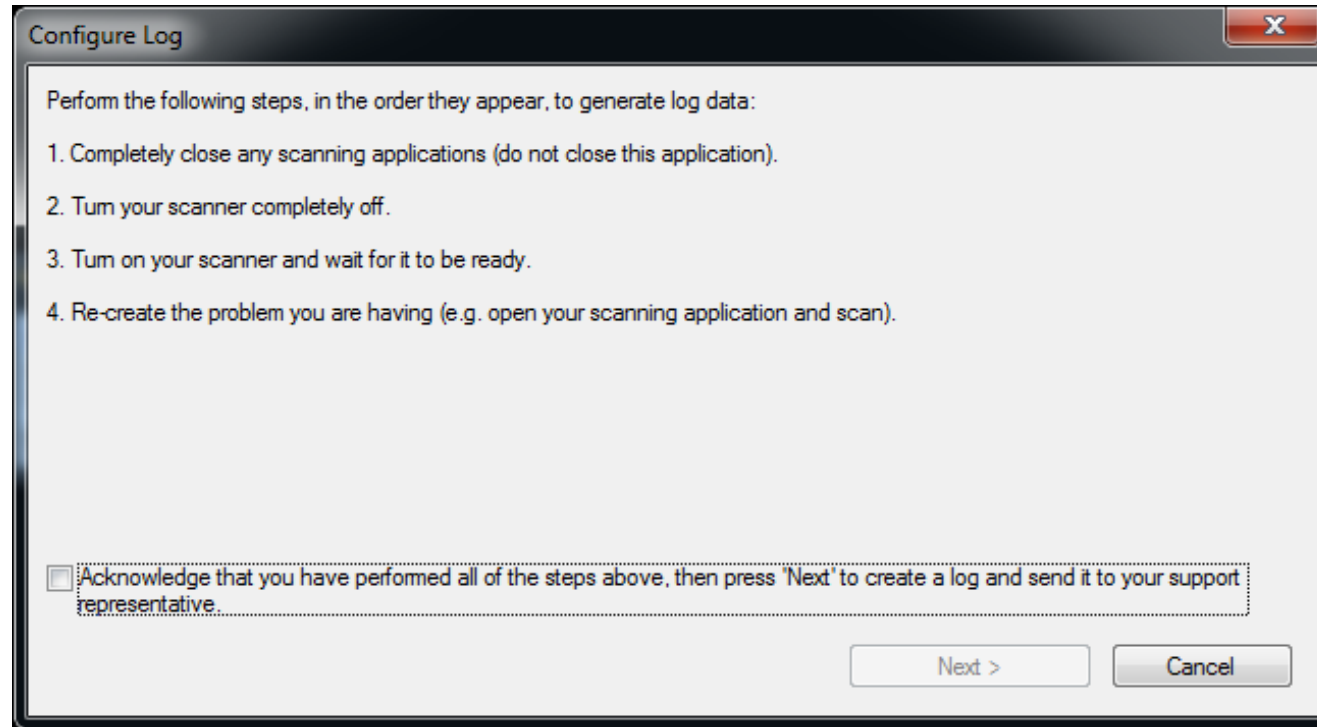 Configure Log
Perform the following steps, in the order they appear, to generate log data:
1. Completely close any scanning applications (do not close this application).
2. Turn your scanner completely off.
3. Turn on your scanner and wait for it to be ready.
4. Re-create the problem you are having (e.g. open your scanning application and scan).
Acknowledge that you have performed all of the steps above, then press 'Next' to create a log and send it to your support
representative.
Next >
Cancel